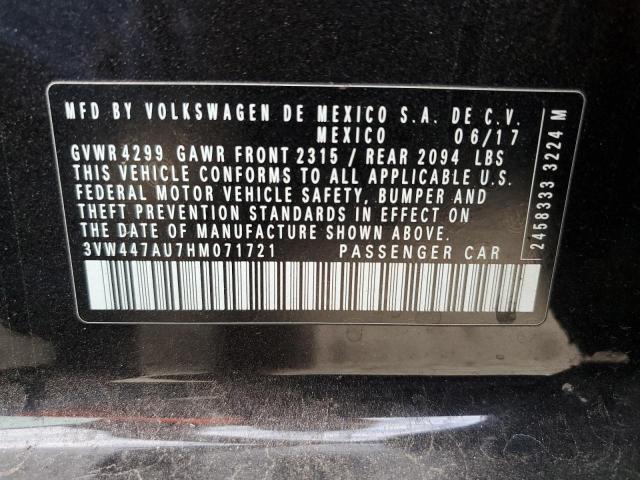 MFD BY VOLKSWAGEN DE MEXICO S.A. DE C.V.
MEXICO 06/17
GVWR 4299 GAWR FRONT 2315 / REAR 2094 LBS
THIS VEHICLE CONFORMS TO ALL APPLICABLE U.S.
FEDERAL MOTOR VEHICLE SAFETY, BUMPER AND
THEFT PREVENTION STANDARDS IN EFFECT ON
THE DATE OF MANUFACTURE SHOWN ABOVE.
3VW447AU7HM071721 PASSENGER CAR
2458333 3224 M